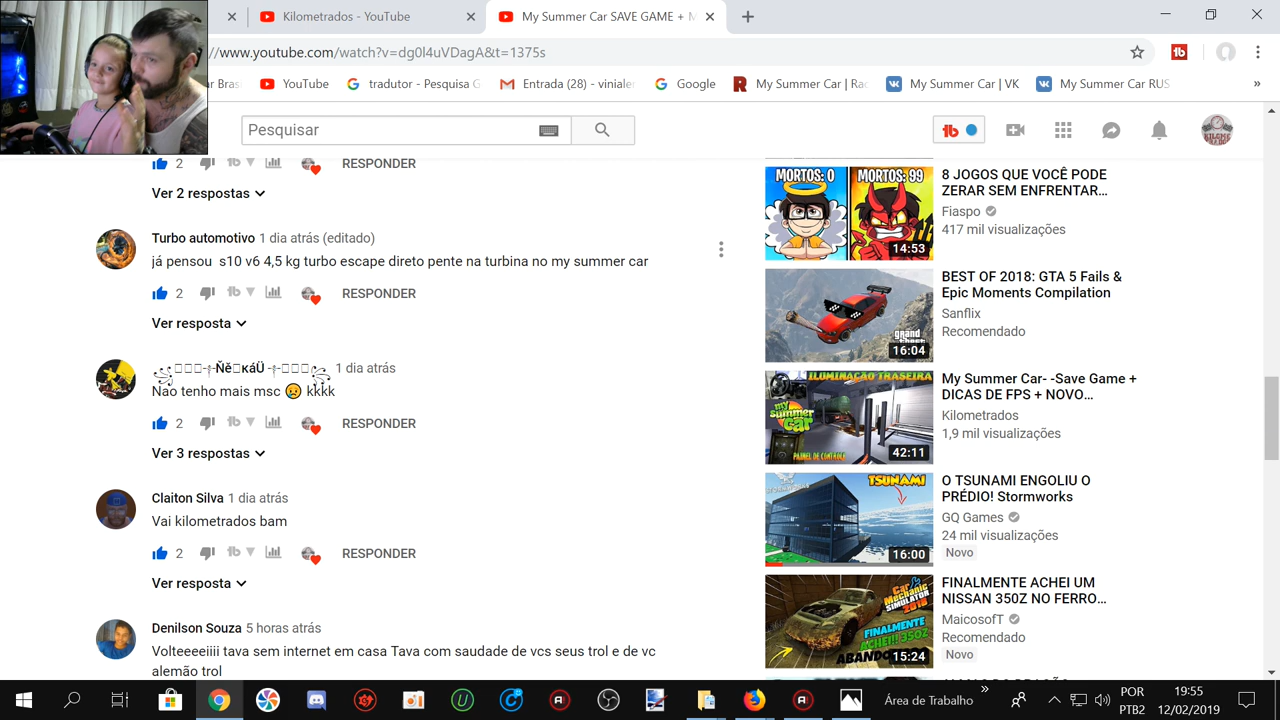 Kilometrados - YouTube
My Summer Car SAVE GAME +
//www.youtube.com/watch?v=dg0l4uVDagA&t=1375s
YouTube
tradutor - Pesquisa G
Entrada (28) - viniale
Google
My Summer Car | Ra
My Summer Car | VK
My Summer Car RUS
Pesquisar
2 RESPONDER
Ver 2 respostas
Turbo automotivo 1 dia atrás (editado)
já pensou s10 v6 4,5 kg turbo escape direto pente na turbina no my summer car
2 RESPONDER
Ver resposta
1 dia atrás
Não tenho mais msc 😥 kkkk
2 RESPONDER
Ver 3 respostas
Claiton Silva 1 dia atrás
Vai kilometrados bam
2 RESPONDER
Ver resposta
Denilson Souza 5 horas atrás
Volteeeeiiii tava sem internet em casa Tava com saudade de vcs seus trol e de vc
alemão trol
MORTOS: 0
MORTOS: 99
14:53
8 JOGOS QUE VOCÊ PODE
ZERAR SEM ENFRENTAR...
Fiaspo
417 mil visualizações
16:04
BEST OF 2018: GTA 5 Fails &
Epic Moments Compilation
Sanflix
Recomendado
ILUMINAÇÃO TRASEIRA
my summer car
PAINEL DE CONTROLE
42:11
My Summer Car- -Save Game +
DICAS DE FPS + NOVO...
Kilometrados
1,9 mil visualizações
TSUNAMI
16:00
O TSUNAMI ENGOLIU O
PRÉDIO! Stormworks
GQ Games
24 mil visualizações
Novo
Car Mechanic
SIMULATOR
2018
FINALMENTE
ACHEI! 350Z
15:24
FINALMENTE ACHEI UM
NISSAN 350Z NO FERRO...
MaicosofT
Recomendado
Novo
Área de Trabalho
POR
PTB2
19:55
12/02/2019